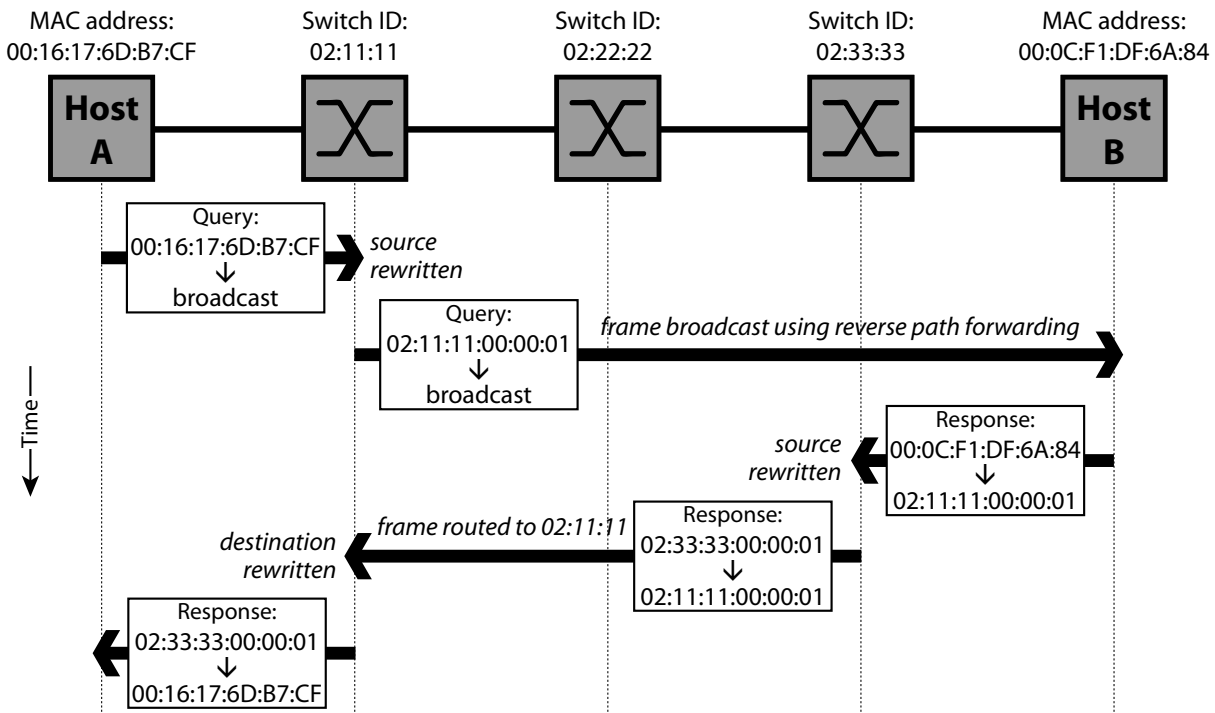 MAC address:
00:16:17:6D:B7:CF
Switch ID:
02:11:11
Switch ID:
02:22:22
Switch ID:
02:33:33
MAC address:
00:0C:F1:DF:6A:84
Host
A
Host
B
Query:
00:16:17:6D:B7:CF
↓
broadcast
source
rewritten
Query:
02:11:11:00:00:01
↓
broadcast
frame broadcast using reverse path forwarding
Time
Response:
00:0C:F1:DF:6A:84
↓
02:11:11:00:00:01
source
rewritten
Response:
02:33:33:00:00:01
↓
02:11:11:00:00:01
frame routed to 02:11:11
destination
rewritten
Response:
02:33:33:00:00:01
↓
00:16:17:6D:B7:CF